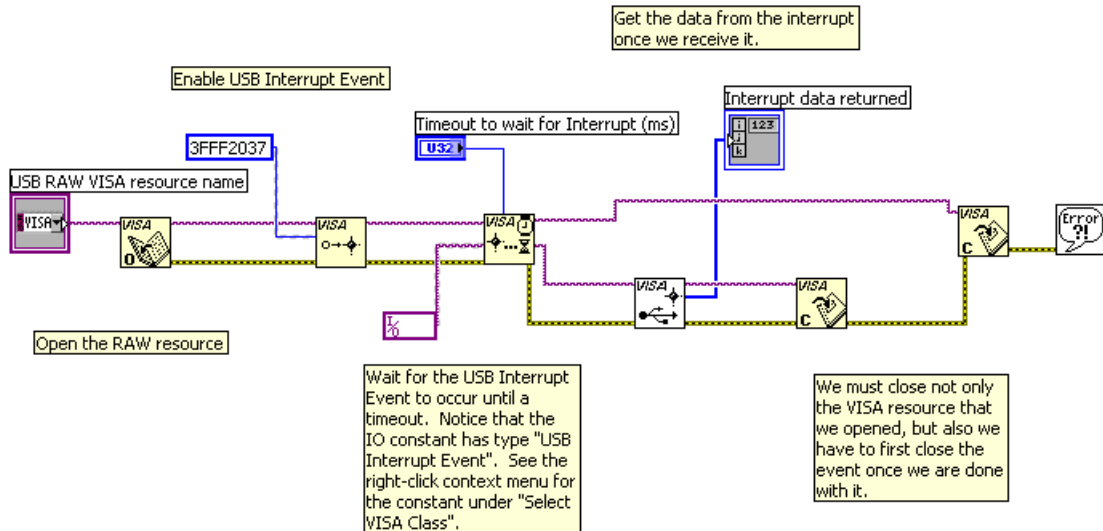 Get the data from the interrupt
once we receive it.
Enable USB Interrupt Event
Interrupt data returned
Timeout to wait for Interrupt (ms)
U32
i
j
k
123
3FFF2037
USB RAW VISA resource name
VISA
VISA
O
VISA
VISA
VISA
C
Error
?!
VISA
VISA
C
I/O
Open the RAW resource
Wait for the USB Interrupt
Event to occur until a
timeout. Notice that the
IO constant has type "USB
Interrupt Event". See the
right-click context menu for
the constant under "Select
VISA Class".
We must close not only
the VISA resource that
we opened, but also we
have to first close the
event once we are done
with it.